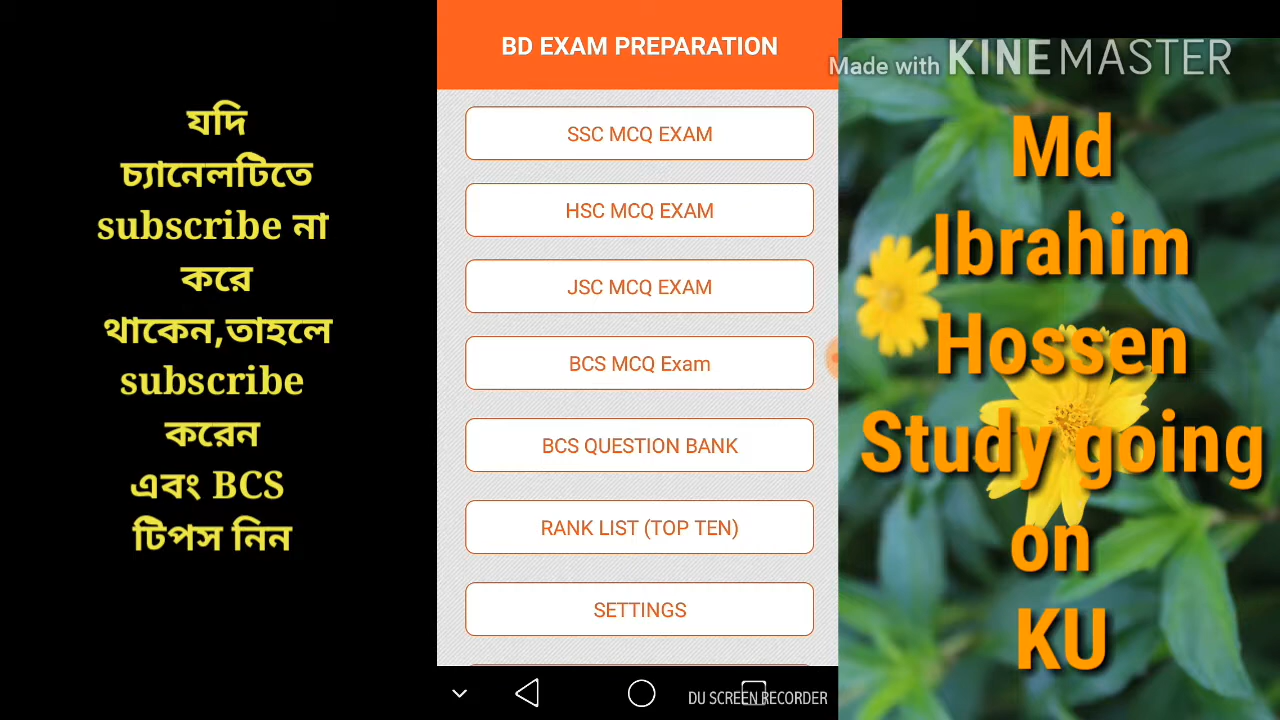 যদি
চ্যানেলটিতে
subscribe না
করে
থাকেন,তাহলে
subscribe
করেন
এবং BCS
টিপস নিন
BD EXAM PREPARATION
SSC MCQ EXAM
HSC MCQ EXAM
JSC MCQ EXAM
BCS MCQ Exam
BCS QUESTION BANK
RANK LIST (TOP TEN)
SETTINGS
DU SCREEN RECORDER
Made with KINEMASTER
Md
Ibrahim
Hossen
Study going
on
KU